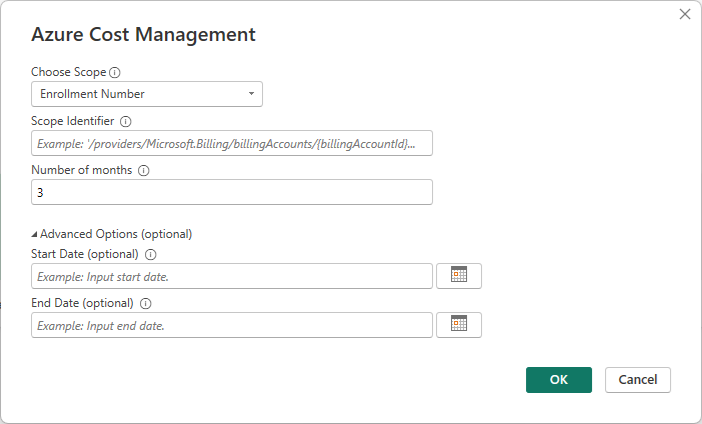 Azure Cost Management
Choose Scope
Enrollment Number
Scope Identifier
Example: '/providers/Microsoft.Billing/billingAccounts/{billingAccountId}...
Number of months
3
Advanced Options (optional)
Start Date (optional)
Example: Input start date.
End Date (optional)
Example: Input end date.
OK
Cancel